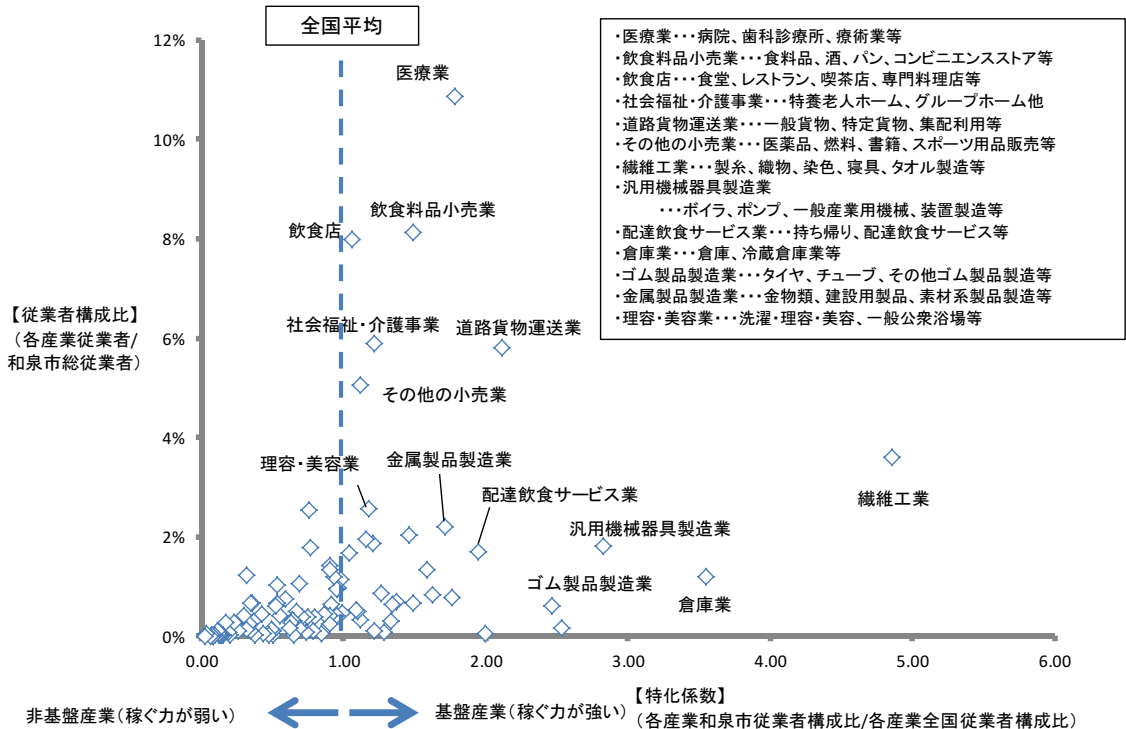 全国平均
12%
10%
8%
6%
4%
2%
0%
【従業者構成比】
(各産業従業者/
和泉市総従業者)
医療業
飲食料品小売業
飲食店
社会福祉・介護事業
道路貨物運送業
その他の小売業
理容・美容業
金属製品製造業
配達飲食サービス業
繊維工業
汎用機械器具製造業
ゴム製品製造業
倉庫業
・医療業・・・病院、歯科診療所、療術業等
・飲食料品小売業・・・食料品、酒、パン、コンビニエンスストア等
・飲食店・・・食堂、レストラン、喫茶店、専門料理店等
・社会福祉・介護事業・・・特養老人ホーム、グループホーム他
・道路貨物運送業・・・一般貨物、特定貨物、集配利用等
・その他の小売業・・・医薬品、燃料、書籍、スポーツ用品販売等
・繊維工業・・・製糸、織物、染色、寝具、タオル製造等
・汎用機械器具製造業
・・・ボイラ、ポンプ、一般産業用機械、装置製造等
・配達飲食サービス業・・・持ち帰り、配達飲食サービス等
・倉庫業・・・倉庫、冷蔵倉庫業等
・ゴム製品製造業・・・タイヤ、チューブ、その他ゴム製品製造等
・金属製品製造業・・・金物類、建設用製品、素材系製品製造等
・理容・美容業・・・洗濯・理容・美容、一般公衆浴場等
0.00 1.00 2.00 3.00 4.00 5.00 6.00
非基盤産業(稼ぐ力が弱い) 基盤産業(稼ぐ力が強い)
【特化係数】
(各産業和泉市従業者構成比/各産業全国従業者構成比)